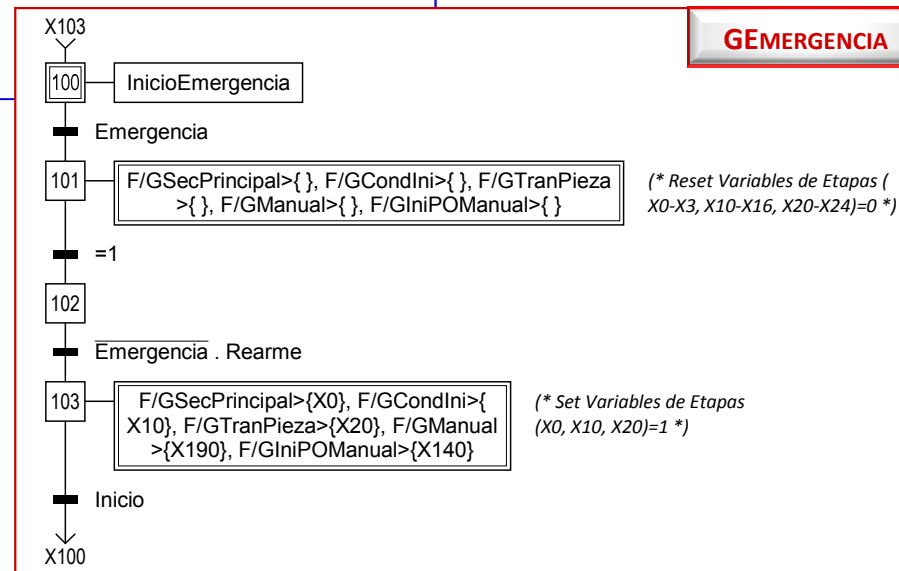 X103
GEMERGENCIA
100
InicioEmergencia
Emergencia
101
F/GSecPrincipal>{ }, F/GCondIni>{ }, F/GTranPieza
>{ }, F/GManual>{ }, F/GIniPOManual>{ }
(* Reset Variables de Etapas (
X0-X3, X10-X16, X20-X24)=0 *)
=1
102
E̅m̅e̅r̅g̅e̅n̅c̅i̅a̅ . Rearme
103
F/GSecPrincipal>{X0}, F/GCondIni>{
X10}, F/GTranPieza>{X20}, F/GManual
>{X190}, F/GIniPOManual>{X140}
(* Set Variables de Etapas
(X0, X10, X20)=1 *)
Inicio
X100